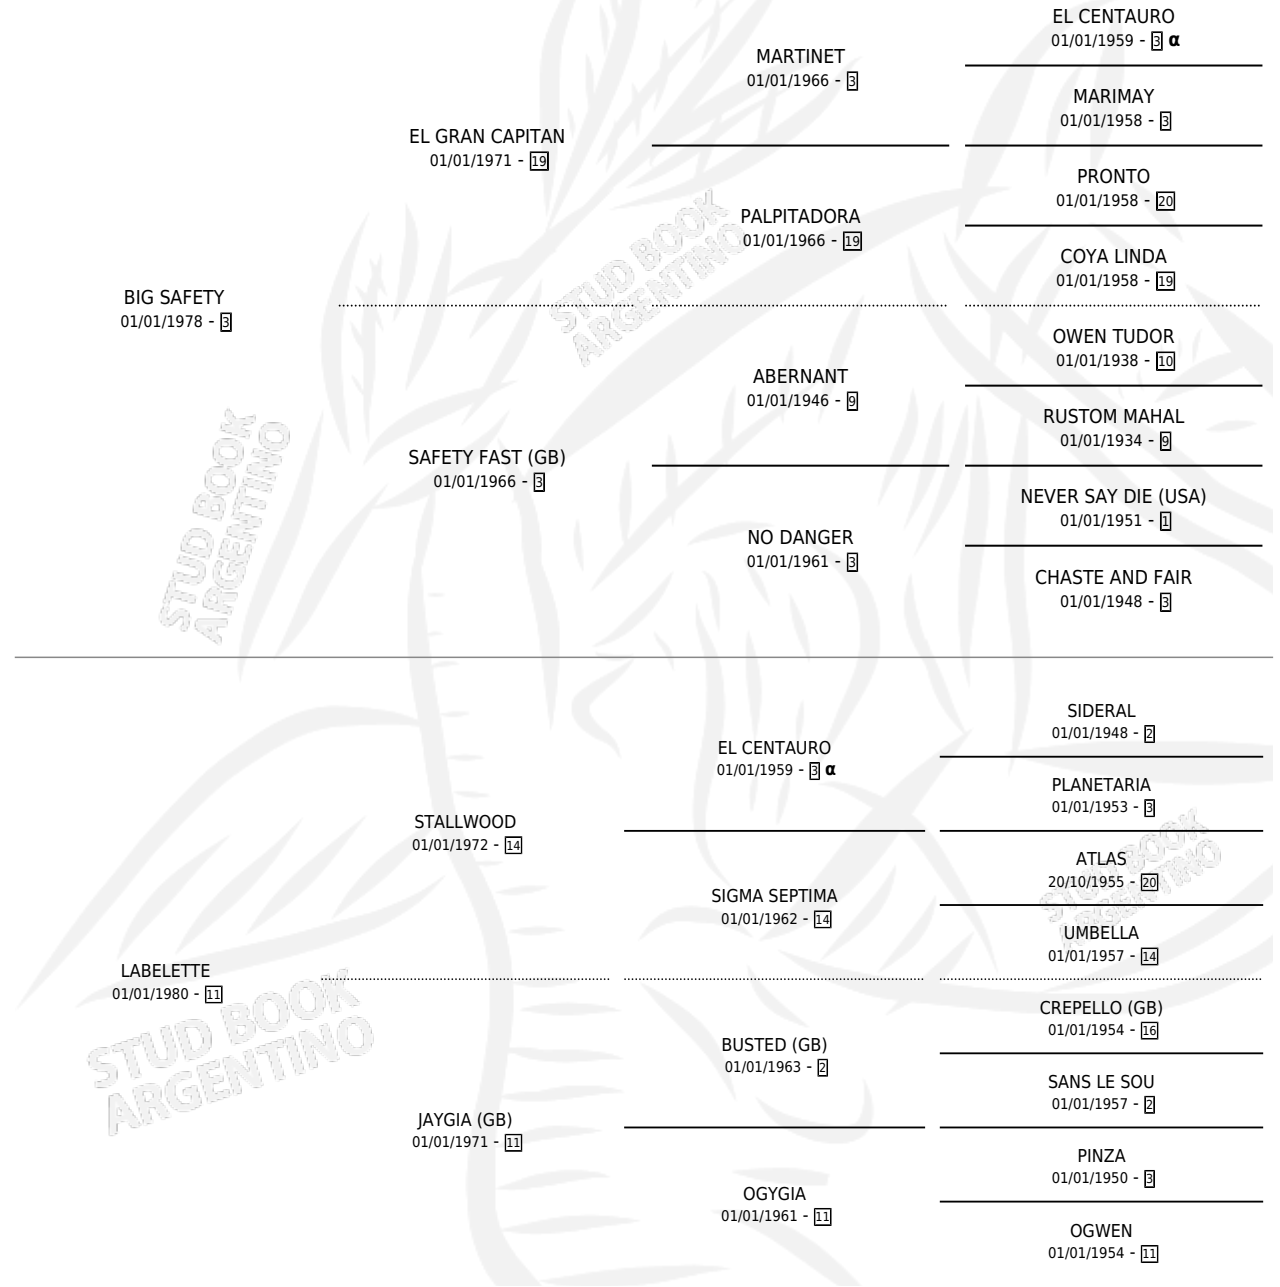 EL CENTAURO
01/01/1959 - 3 α
MARTINET
01/01/1966 - 3
MARIMAY
01/01/1958 - 3
EL GRAN CAPITAN
01/01/1971 - 19
PRONTO
01/01/1958 - 20
PALPITADORA
01/01/1966 - 19
COYA LINDA
01/01/1958 - 19
BIG SAFETY
01/01/1978 - 3
OWEN TUDOR
01/01/1938 - 10
ABERNANT
01/01/1946 - 9
RUSTOM MAHAL
01/01/1934 - 9
SAFETY FAST (GB)
01/01/1966 - 3
NEVER SAY DIE (USA)
01/01/1951 - 1
NO DANGER
01/01/1961 - 3
CHASTE AND FAIR
01/01/1948 - 3
STUD BOOK
ARGENTINO
STUD BOOK
ARGENTINO
SIDERAL
01/01/1948 - 2
EL CENTAURO
01/01/1959 - 3 α
PLANETARIA
01/01/1953 - 3
STALLWOOD
01/01/1972 - 14
ATLAS
20/10/1955 - 20
SIGMA SEPTIMA
01/01/1962 - 14
UMBELLA
01/01/1957 - 14
LABELETTE
01/01/1980 - 11
CREPELLO (GB)
01/01/1954 - 16
BUSTED (GB)
01/01/1963 - 2
SANS LE SOU
01/01/1957 - 2
JAYGIA (GB)
01/01/1971 - 11
PINZA
01/01/1950 - 3
OGYGIA
01/01/1961 - 11
OGWEN
01/01/1954 - 11
STUD BOOK
ARGENTINO
STUD BOOK
ARGENTINO